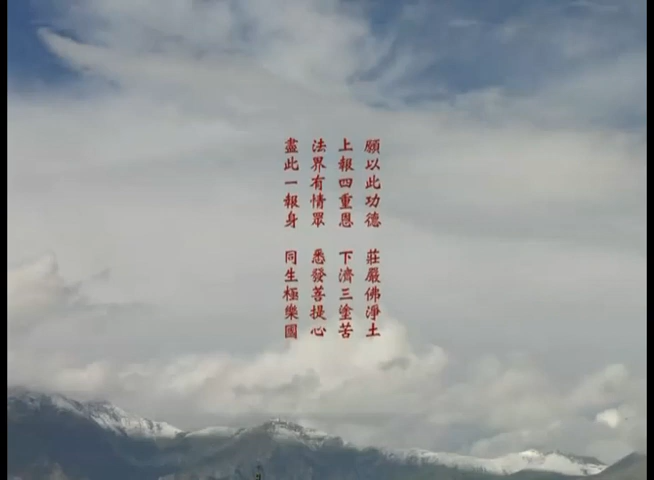 願以此功德 莊嚴佛淨土
上報四重恩 下濟三塗苦
法界有情眾 悉發菩提心
盡此一報身 同生極樂國